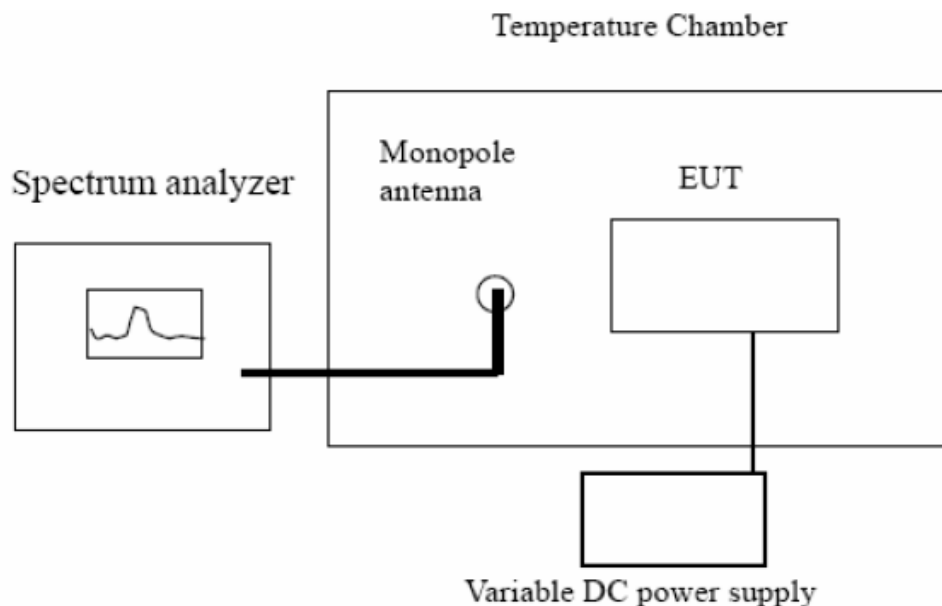 Temperature Chamber
Monopole
antenna
EUT
Spectrum analyzer
Variable DC power supply